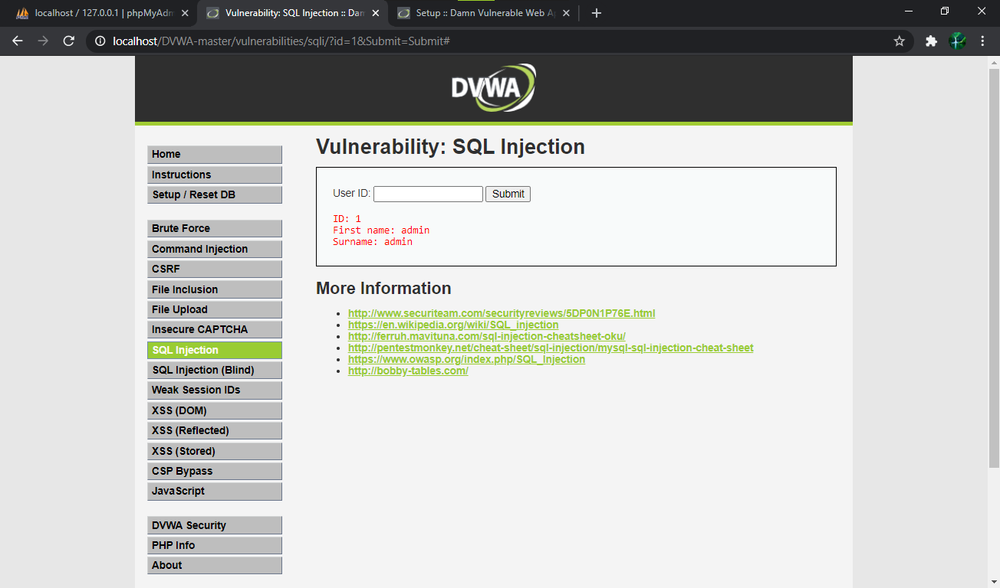 localhost / 127.0.0.1 | phpMyAdm
Vulnerability: SQL Injection :: Dam
Setup :: Damn Vulnerable Web Ap
localhost/DVWA-master/vulnerabilities/sqli/?id=1&Submit=Submit#
DVWA
Home
Instructions
Setup / Reset DB
Brute Force
Command Injection
CSRF
File Inclusion
File Upload
Insecure CAPTCHA
SQL Injection
SQL Injection (Blind)
Weak Session IDs
XSS (DOM)
XSS (Reflected)
XSS (Stored)
CSP Bypass
JavaScript
DVWA Security
PHP Info
About
Vulnerability: SQL Injection
User ID: Submit
ID: 1
First name: admin
Surname: admin
More Information
http://www.securiteam.com/securityreviews/5DP0N1P76E.html
https://en.wikipedia.org/wiki/SQL_injection
http://ferruh.mavituna.com/sql-injection-cheatsheet-oku/
http://pentestmonkey.net/cheat-sheet/sql-injection/mysql-sql-injection-cheat-sheet
https://www.owasp.org/index.php/SQL_Injection
http://bobby-tables.com/